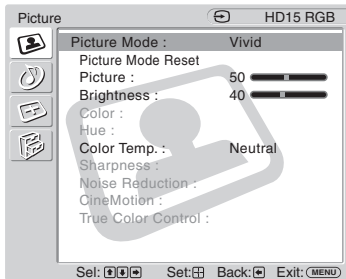 Picture HD15 RGB
Picture Mode : Vivid
Picture Mode Reset
Picture : 50
Brightness : 40
Color :
Hue :
Color Temp. : Neutral
Sharpness :
Noise Reduction :
CineMotion :
True Color Control :
Sel: Set: Back: Exit: MENU